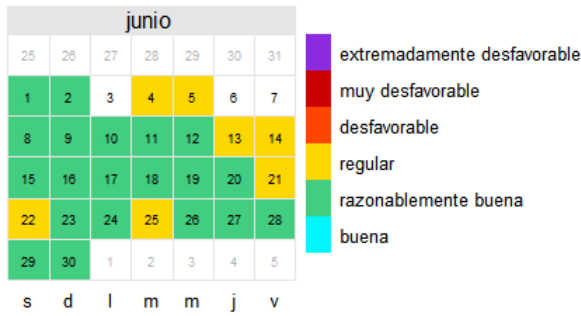 junio
25 26 27 28 29 30 31
1 2 3 4 5 6 7
8 9 10 11 12 13 14
15 16 17 18 19 20 21
22 23 24 25 26 27 28
29 30 1 2 3 4 5
s d l m m j v
extremadamente desfavorable
muy desfavorable
desfavorable
regular
razonablemente buena
buena